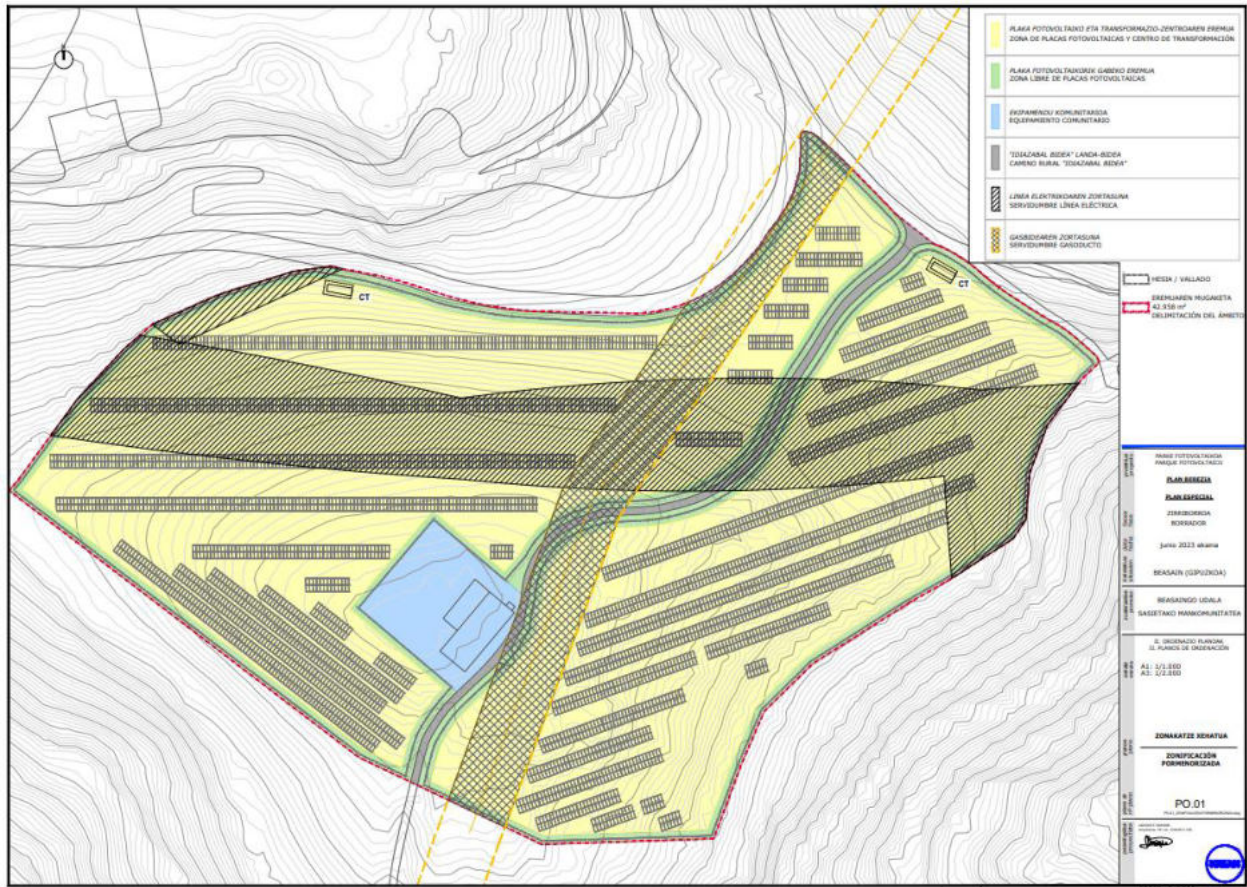 PLAKA FOTOVOLTAIKO ETA TRANSFORMAZIO-ZENTROAREN EREMUA
ZONA DE PLACAS FOTOVOLTAICAS Y CENTRO DE TRANSFORMACIÓN
PLAKA FOTOVOLTAIKORIK GABEKO EREMUA
ZONA LIBRE DE PLACAS FOTOVOLTAICAS
EKIPAMENDU KOMUNITARIOA
EQUIPAMIENTO COMUNITARIO
"IDIAZABAL BIDEA" LANDA-BIDEA
CAMINO RURAL "IDIAZABAL BIDEA"
LINEA ELEKTRIKOAREN ZORTASUNA
SERVIDUMBRE LÍNEA ELÉCTRICA
GASBIDEAREN ZORTASUNA
SERVIDUMBRE GASODUCTO
HESIA / VALLADO
EREMUAREN MUGAKETA
42.938 m²
DELIMITACIÓN DEL ÁMBITO
CT
CT
PARKE FOTOVOLTAIKOA
PARQUE FOTOVOLTAICO
PLAN BEREZIA
PLAN ESPECIAL
ZIRRIBORROA
BORRADOR
junio 2023 ekaina
BEASAIN (GIPUZKOA)
BEASAINGO UDALA
SASIETAKO MANKOMUNITATEA
II. ORDENAZIO PLANOAK
II. PLANOS DE ORDENACIÓN
A1: 1/1.000
A3: 1/2.000
ZONAKATZE XEHATUA
ZONIFICACIÓN
PORMENORIZADA
PO.01